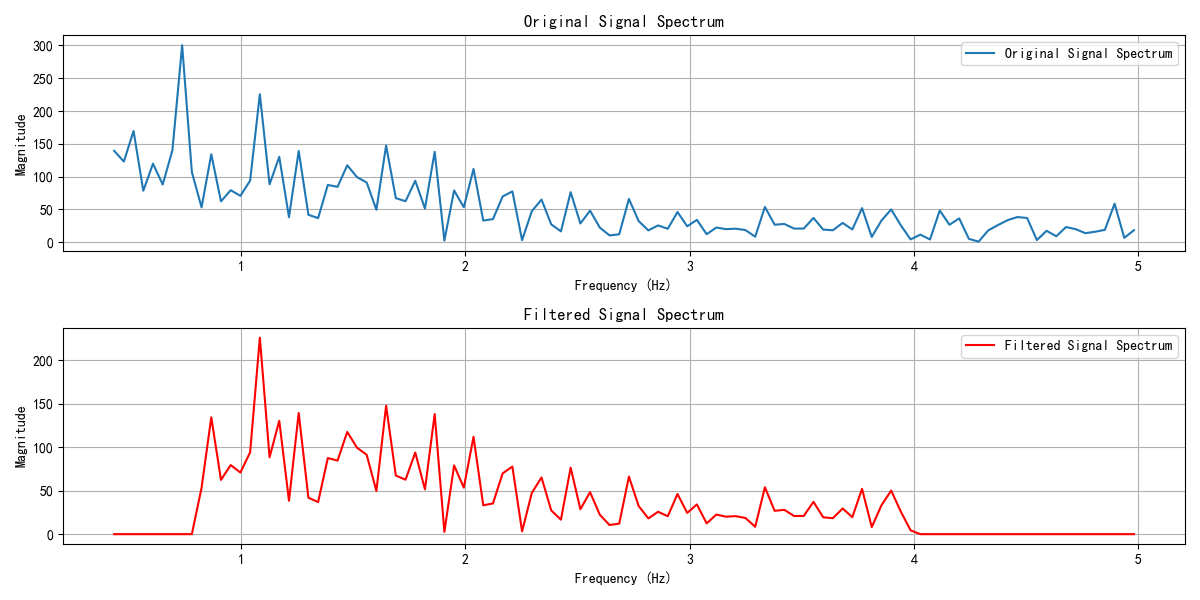 Original Signal Spectrum
Original Signal Spectrum
Magnitude
300
250
200
150
100
50
0
1 2 3 4 5
Frequency (Hz)
Filtered Signal Spectrum
Filtered Signal Spectrum
Magnitude
200
150
100
50
0
1 2 3 4 5
Frequency (Hz)